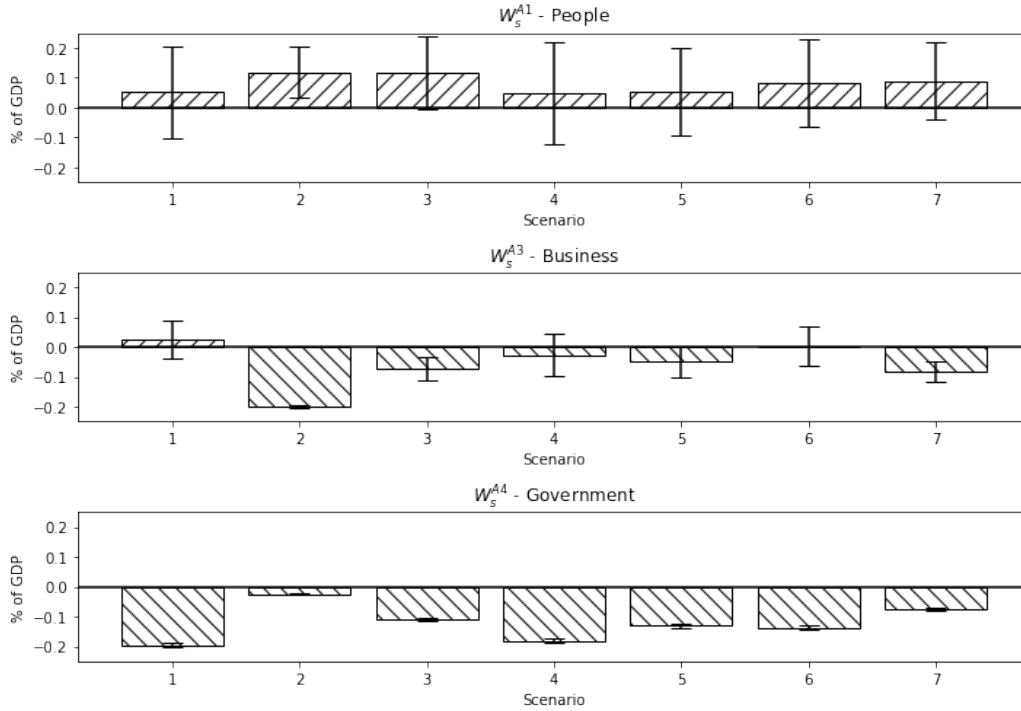 W_s^{A1} - People
% of GDP
0.2
0.1
0.0
−0.1
−0.2
1 2 3 4 5 6 7
Scenario
W_s^{A3} - Business
% of GDP
0.2
0.1
0.0
−0.1
−0.2
1 2 3 4 5 6 7
Scenario
W_s^{A4} - Government
% of GDP
0.2
0.1
0.0
−0.1
−0.2
1 2 3 4 5 6 7
Scenario